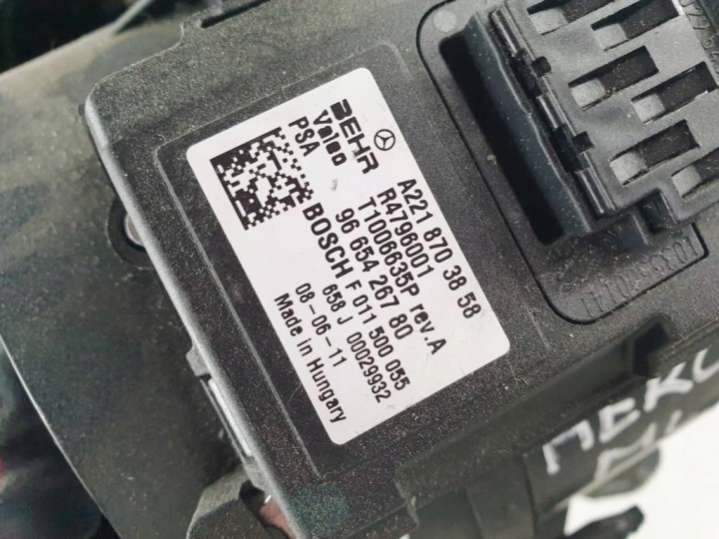 BEHR A221 870 38 58
Valeo R4796001
PSA T1006635P rev.A
96 654 267 80
BOSCH F 011 500 055
658 J 00029932
08-06-11
Made in Hungary